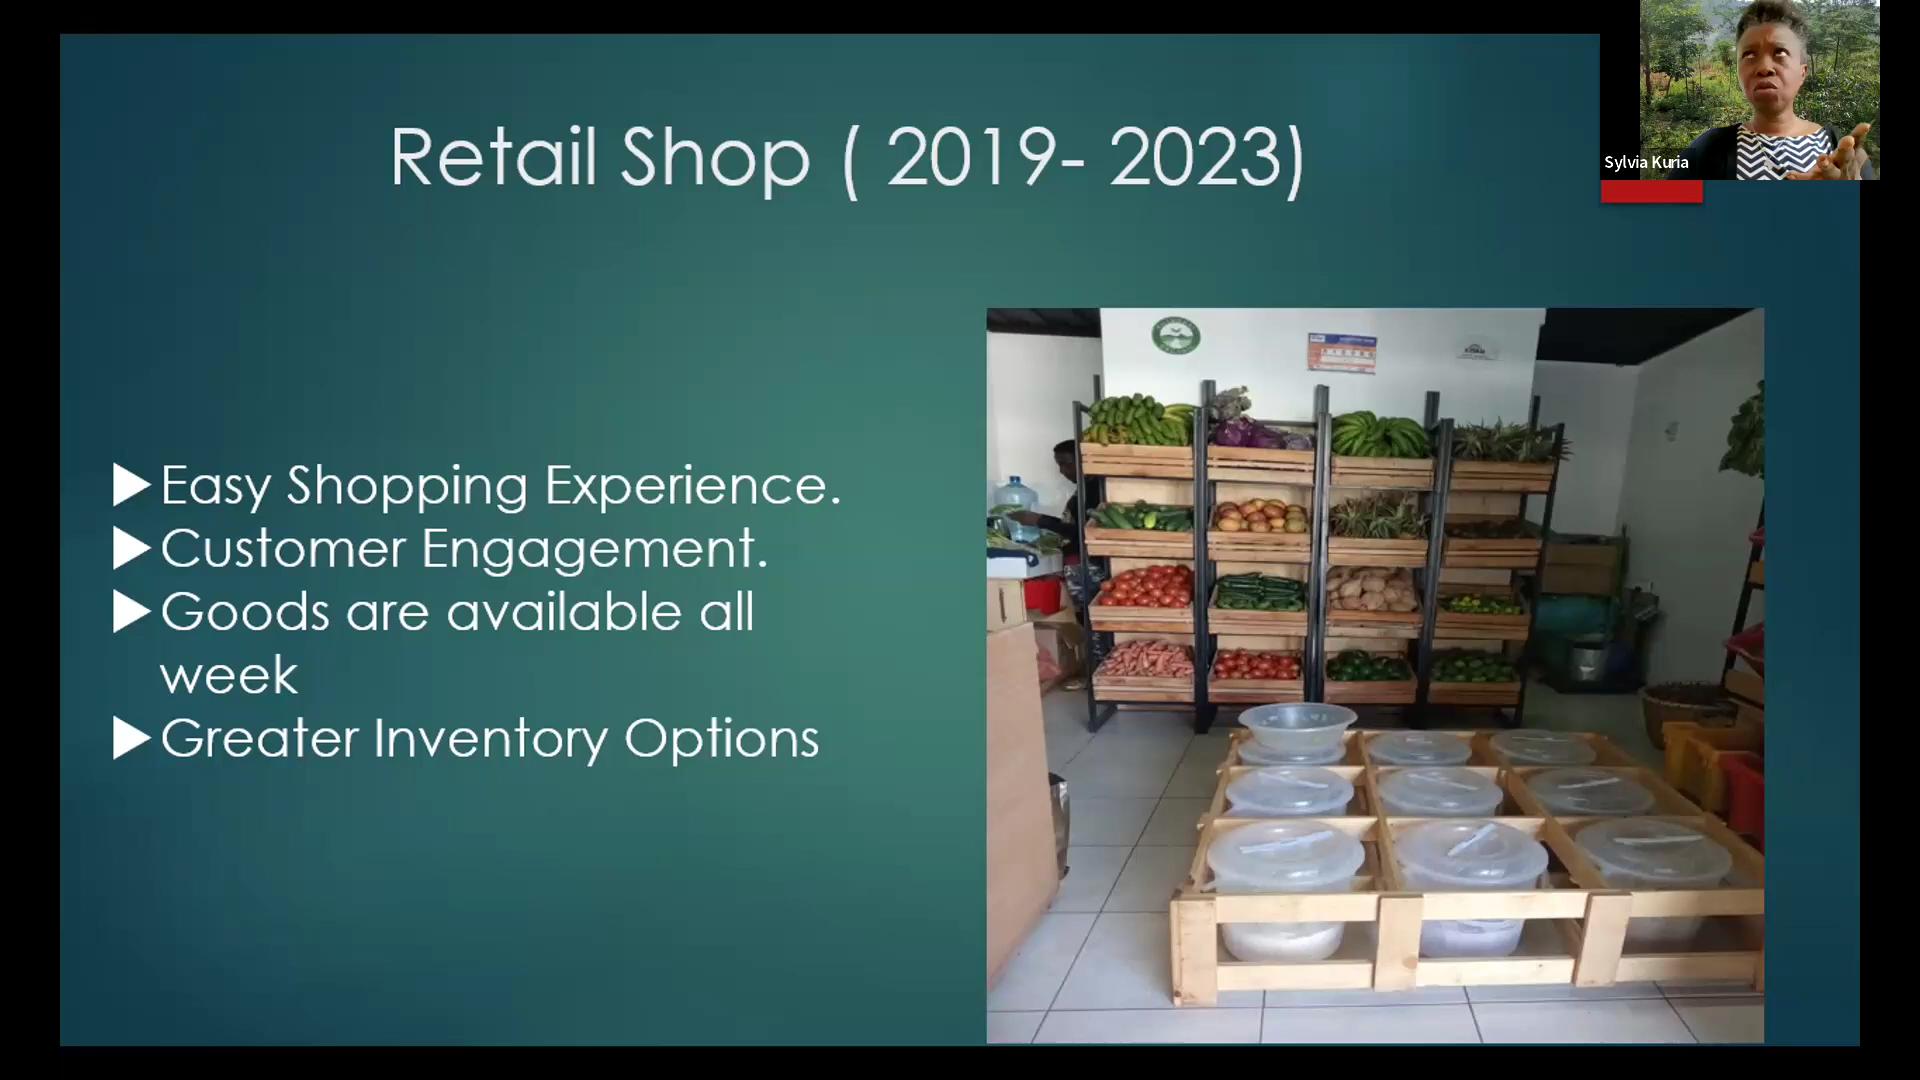 Retail Shop ( 2019- 2023)
Sylvia Kuria
▶Easy Shopping Experience.
▶Customer Engagement.
▶Goods are available all
week
▶Greater Inventory Options